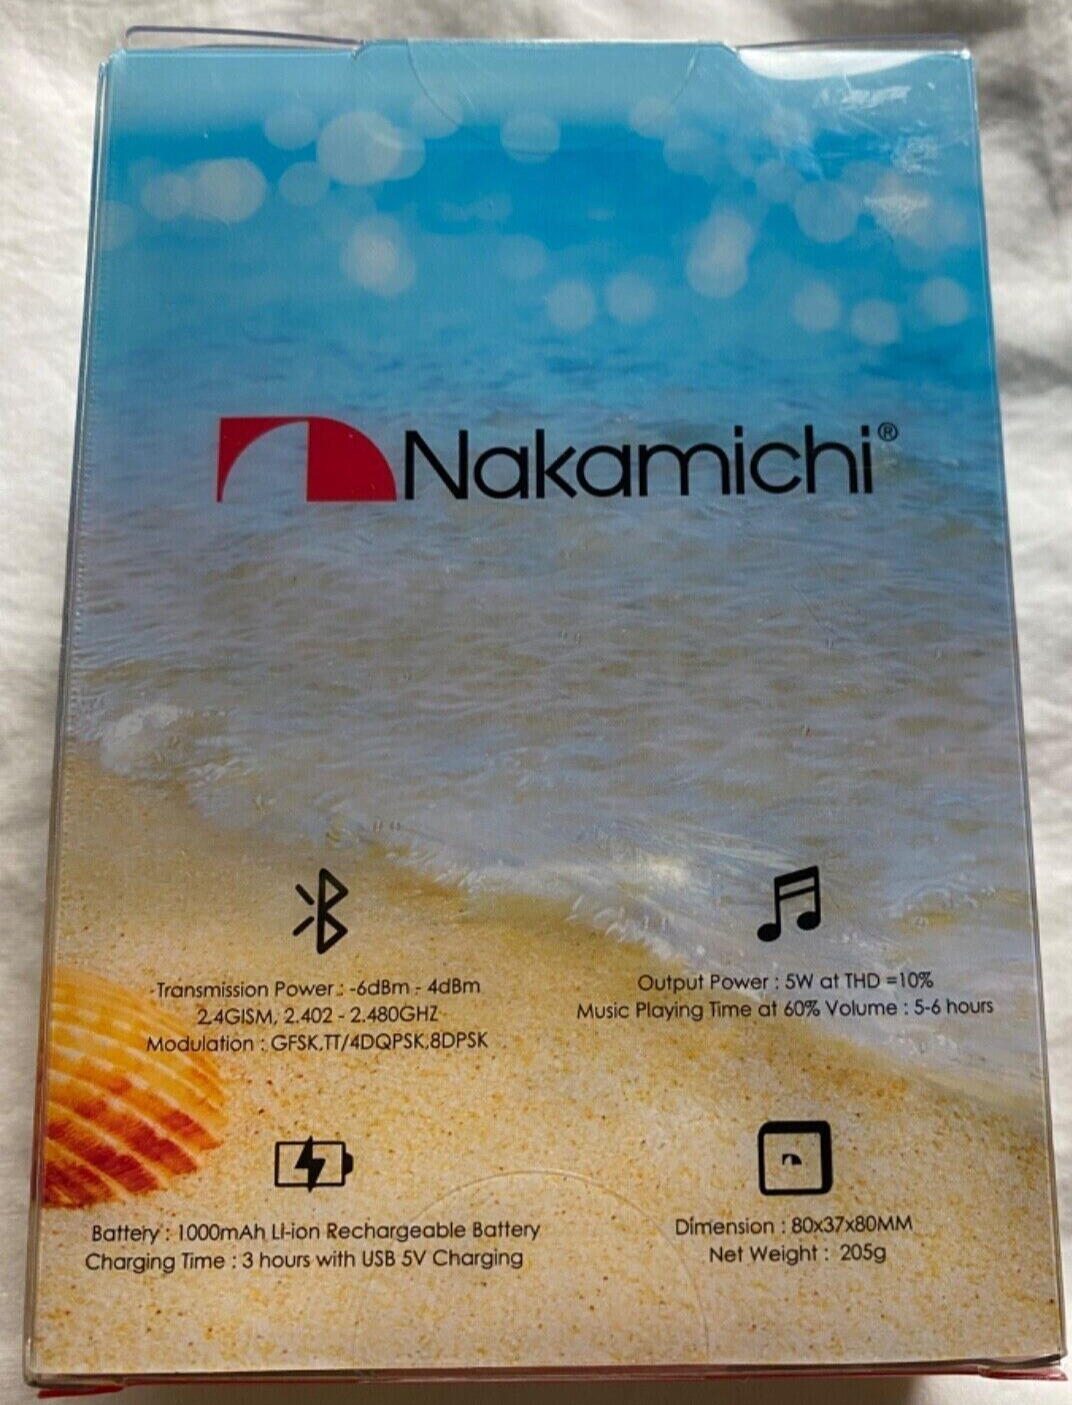 Nakamichi®
-Transmission Power : -6dBm - 4dBm
2.4GISM, 2.402 - 2.480GHZ
Modulation : GFSK,TT/4DQPSK,8DPSK
Output Power : 5W at THD =10%
Music Playing Time at 60% Volume : 5-6 hours
Battery : 1000mAh Li-ion Rechargeable Battery
Charging Time : 3 hours with USB 5V Charging
Dimension : 80x37x80MM
Net Weight : 205g